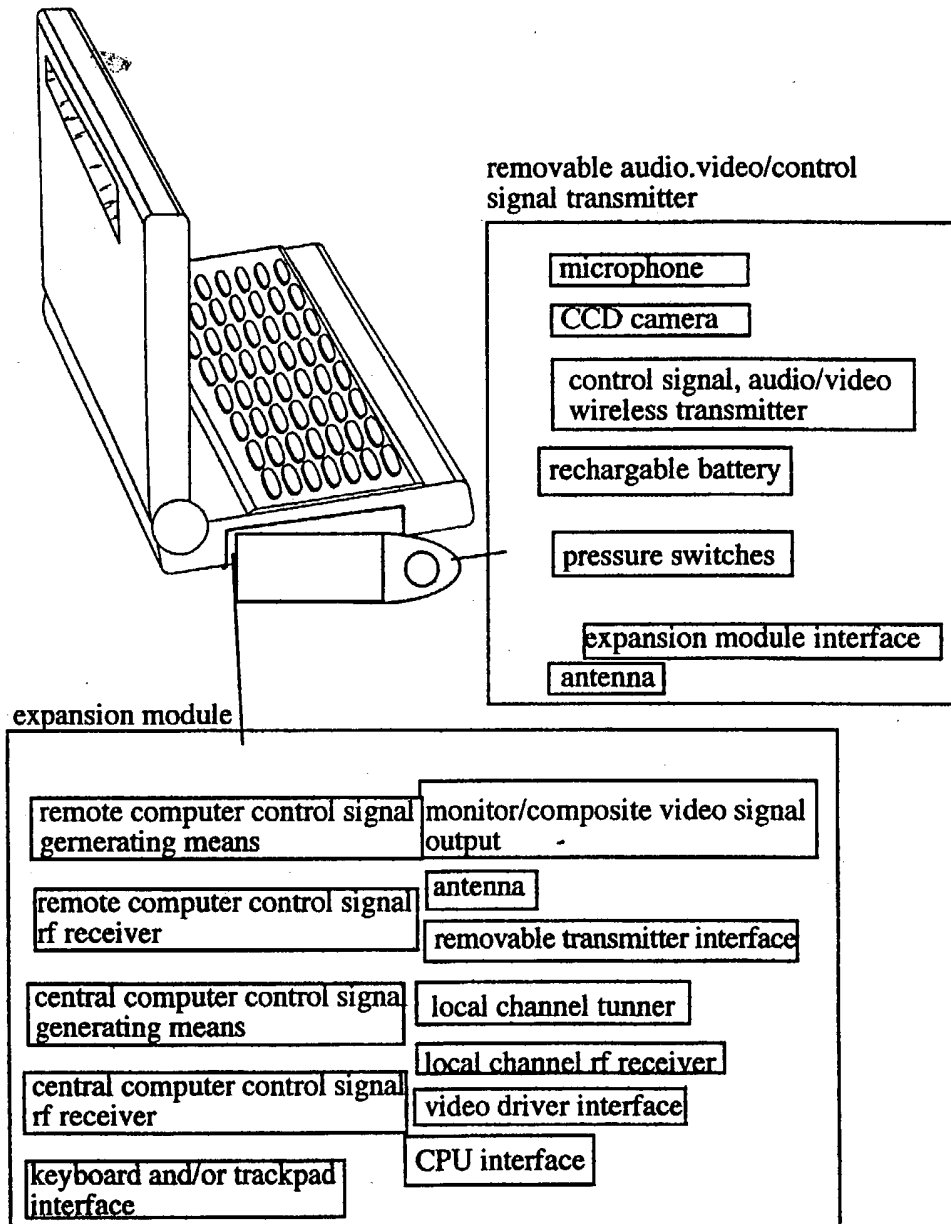 removable audio.video/control
signal transmitter
microphone
CCD camera
control signal, audio/video
wireless transmitter
rechargable battery
pressure switches
expansion module interface
antenna
expansion module
remote computer control signal
gernerating means
remote computer control signal
rf receiver
central computer control signal
generating means
central computer control signal
rf receiver
keyboard and/or trackpad
interface
monitor/composite video signal
output
antenna
removable transmitter interface
local channel tunner
local channel rf receiver
video driver interface
CPU interface